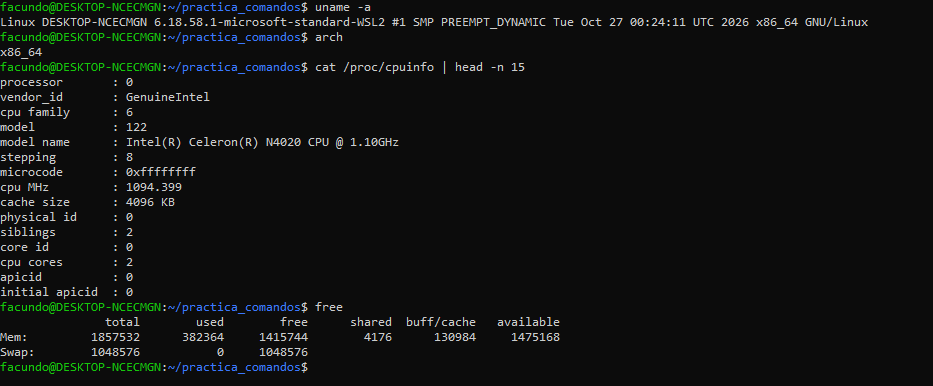 facundo@DESKTOP-NCECMGN:~/practica_comandos$ uname -a
Linux DESKTOP-NCECMGN 6.18.58.1-microsoft-standard-WSL2 #1 SMP PREEMPT_DYNAMIC Tue Oct 27 00:24:11 UTC 2026 x86_64 GNU/Linux
facundo@DESKTOP-NCECMGN:~/practica_comandos$ arch
x86_64
facundo@DESKTOP-NCECMGN:~/practica_comandos$ cat /proc/cpuinfo | head -n 15
processor       : 0
vendor_id       : GenuineIntel
cpu family      : 6
model           : 122
model name      : Intel(R) Celeron(R) N4020 CPU @ 1.10GHz
stepping        : 8
microcode       : 0xffffffff
cpu MHz         : 1094.399
cache size      : 4096 KB
physical id     : 0
siblings        : 2
core id         : 0
cpu cores       : 2
apicid          : 0
initial apicid  : 0
facundo@DESKTOP-NCECMGN:~/practica_comandos$ free
               total        used        free      shared  buff/cache   available
Mem:         1857532      382364     1415744        4176      130984     1475168
Swap:        1048576           0     1048576
facundo@DESKTOP-NCECMGN:~/practica_comandos$